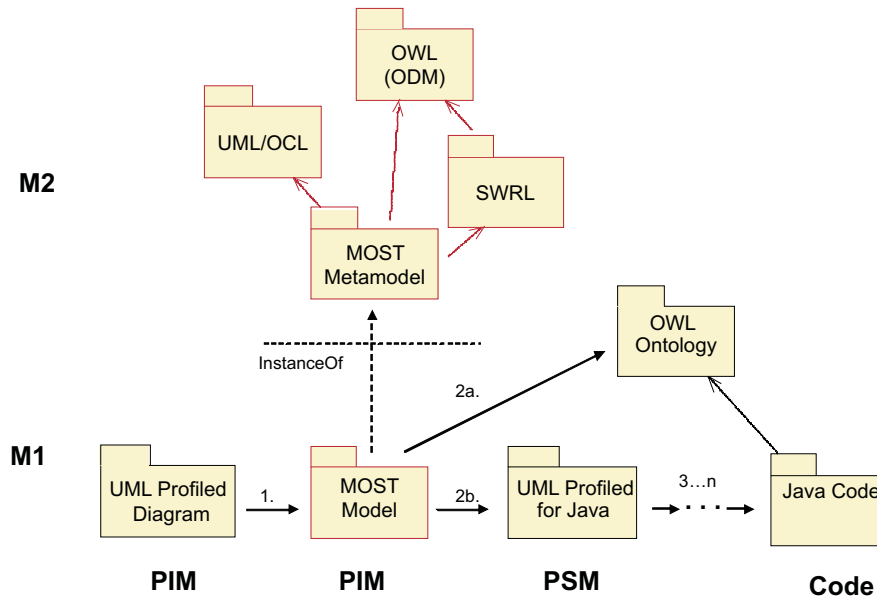 OWL
(ODM)
UML/OCL
M2
SWRL
MOST
Metamodel
OWL
Ontology
InstanceOf
2a.
M1
UML Profiled
Diagram
1.
MOST
Model
2b.
UML Profiled
for Java
3…n
. . .
Java Code
PIM
PIM
PSM
Code